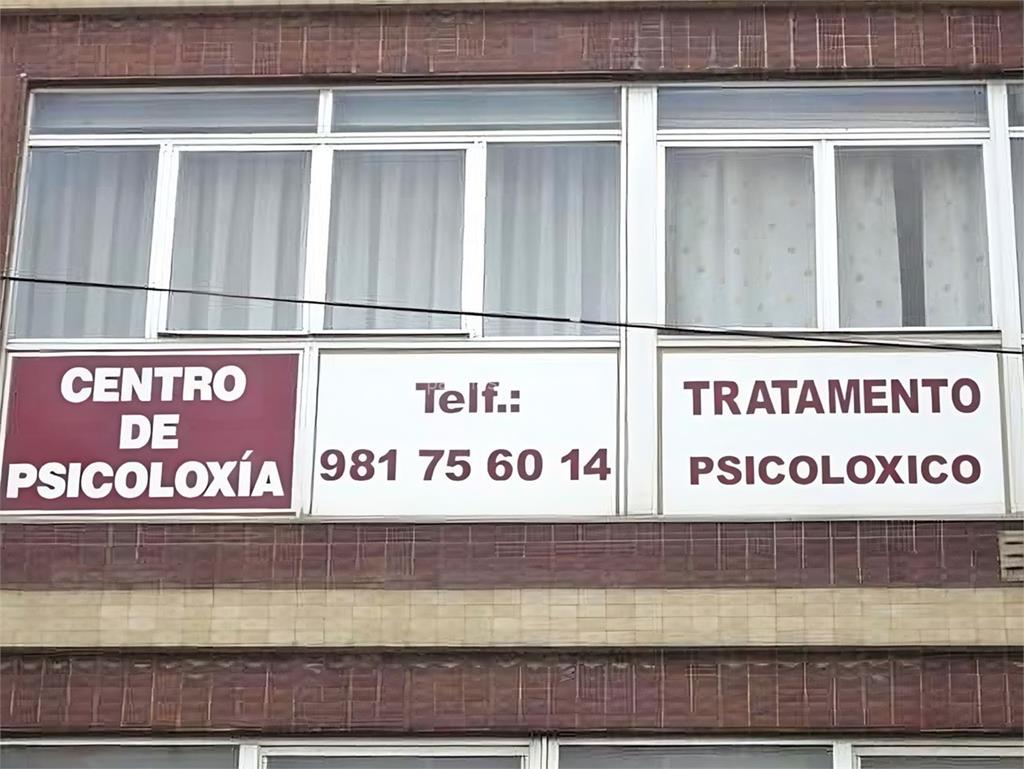 CENTRO
DE
PSICOLOXÍA
Telf.:
981 75 60 14
TRATAMENTO
PSICOLOXICO